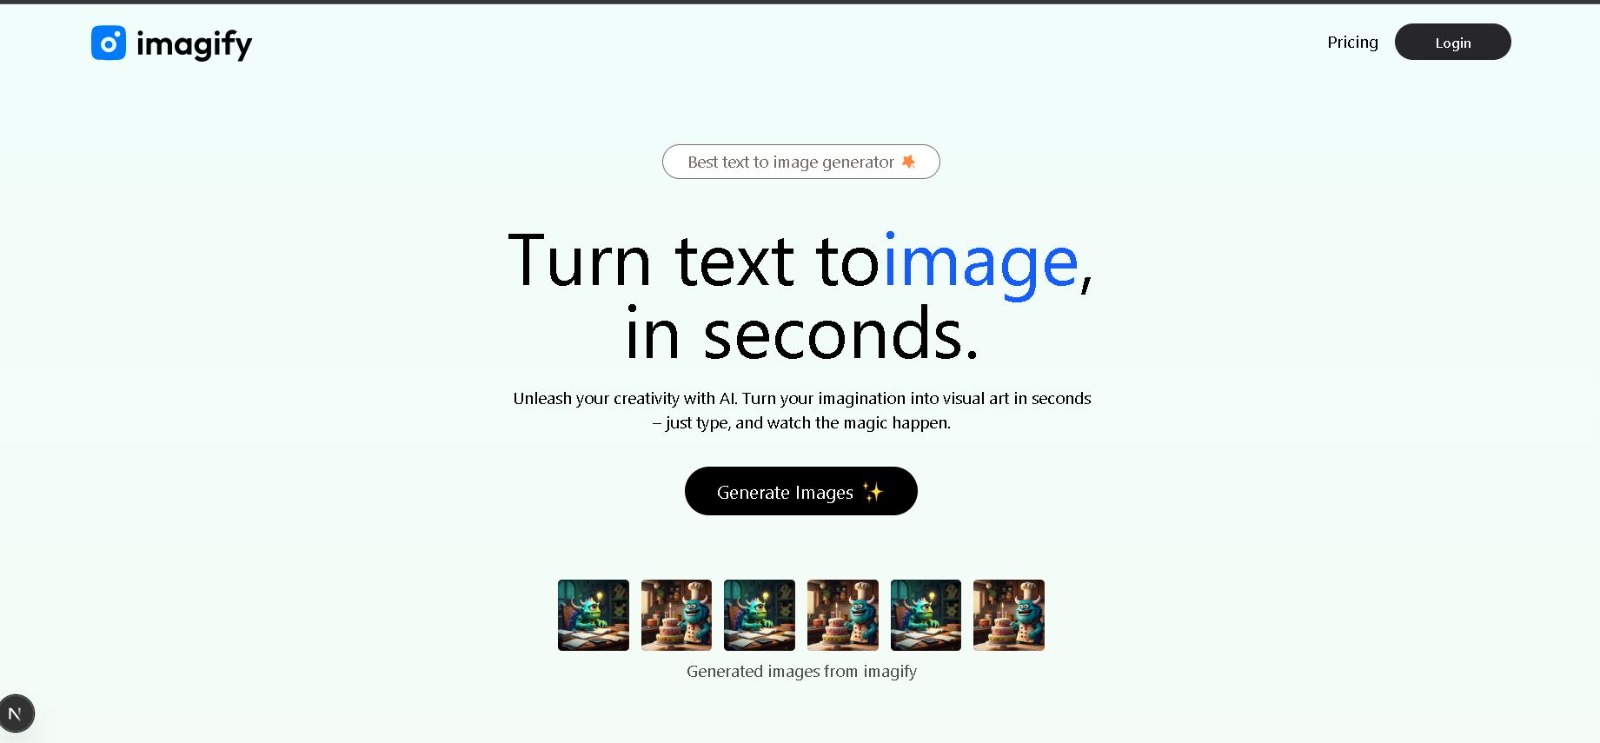 imagify
Pricing
Login
Best text to image generator
Turn text toimage,
in seconds.
Unleash your creativity with AI. Turn your imagination into visual art in seconds
– just type, and watch the magic happen.
Generate Images ✨
Generated images from imagify
N